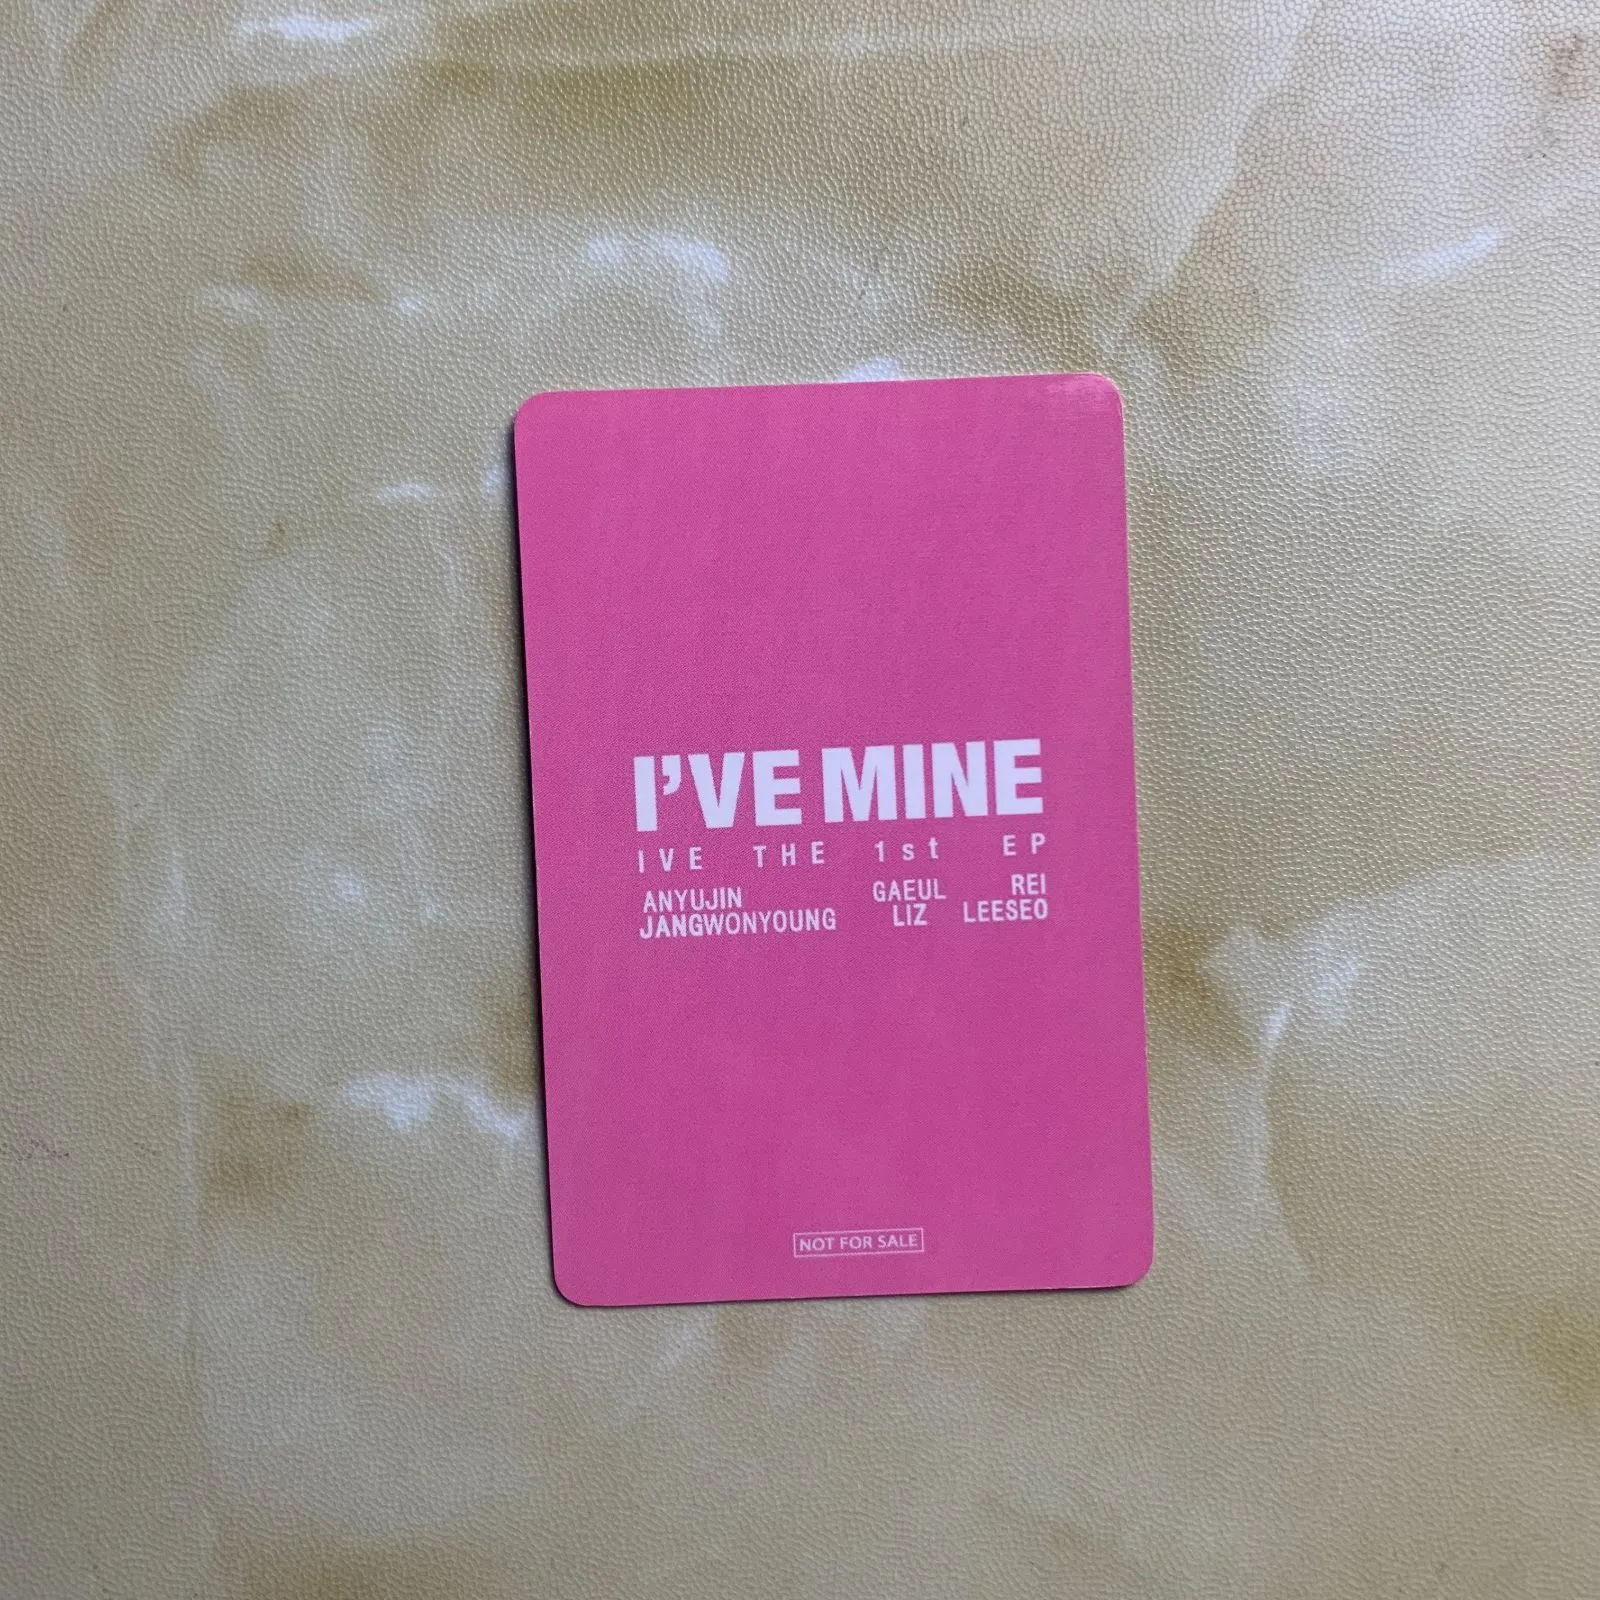 I'VE MINE
IVE THE 1st EP
ANYUJIN GAEUL REI
JANGWONYOUNG LIZ LEESEO
NOT FOR SALE